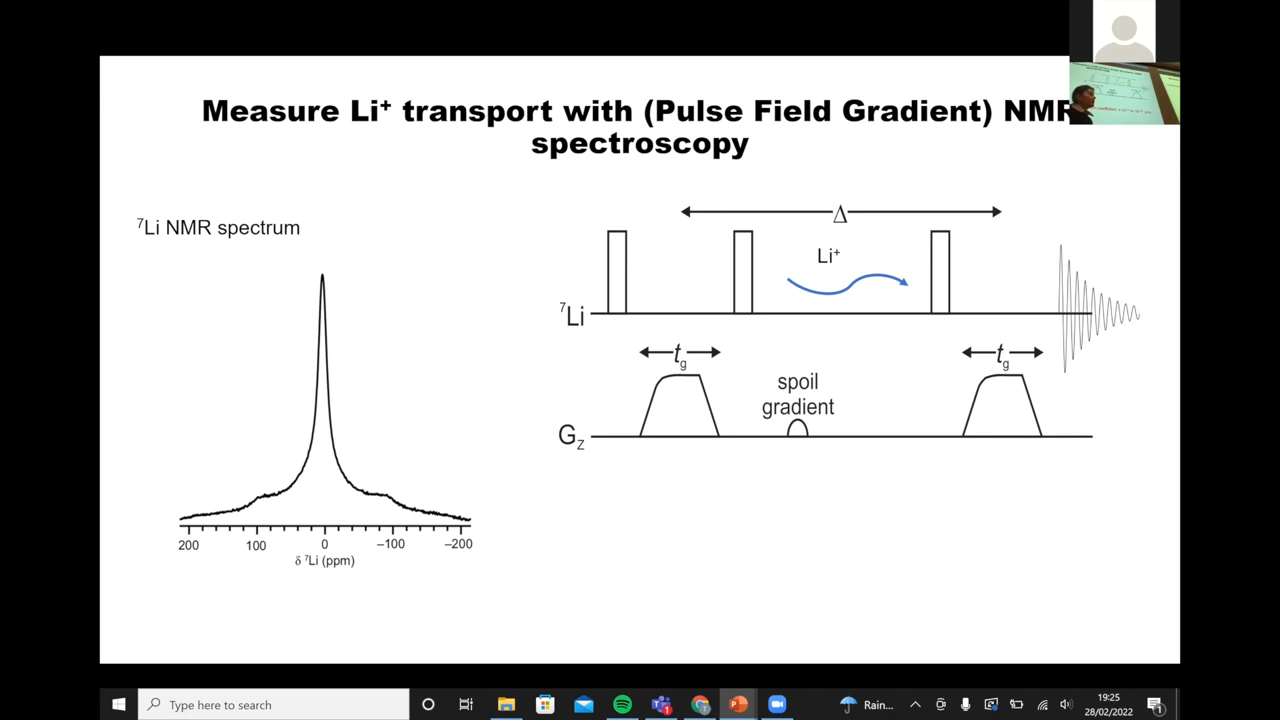 Measure Li⁺ transport with (Pulse Field Gradient) NMR
spectroscopy
⁷Li NMR spectrum
Δ
Li⁺
⁷Li
t_g
t_g
spoil
gradient
G_z
200 100 0 –100 –200
δ ⁷Li (ppm)
Type here to search
Rain...
19:25
28/02/2022